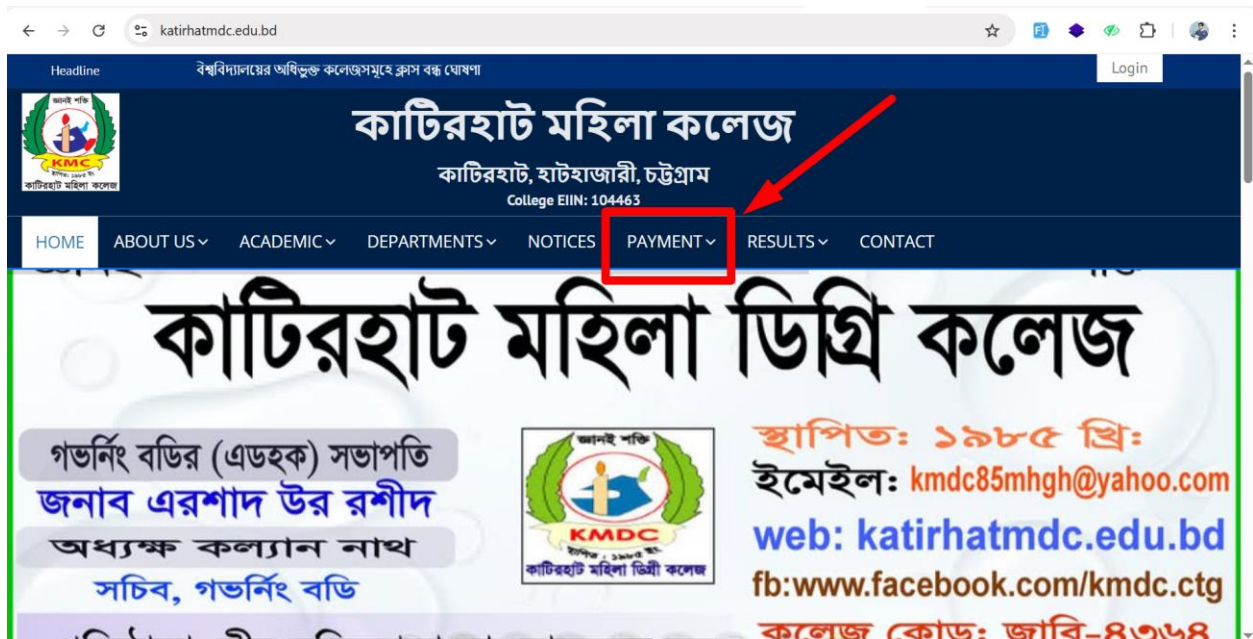 katirhatmdc.edu.bd
Headline
বিশ্ববিদ্যালয়ের অধিভুক্ত কলেজসমূহে ক্লাস বন্ধ ঘোষণা
Login
জ্ঞানই শক্তি
KMC
কাটিরহাট মহিলা কলেজ
কাটিরহাট মহিলা কলেজ
কাটিরহাট, হাটহাজারী, চট্টগ্রাম
College EIIN: 104463
HOME ABOUT US ACADEMIC DEPARTMENTS NOTICES PAYMENT RESULTS CONTACT
কাটিরহাট মহিলা ডিগ্রি কলেজ
গভর্নিং বডির (এডহক) সভাপতি
জনাব এরশাদ উর রশীদ
অধ্যক্ষ কল্যান নাথ
সচিব, গভর্নিং বডি
জ্ঞানই শক্তি
KMDC
স্থাপিত : ১৯৮৫ ইং
কাটিরহাট মহিলা ডিগ্রী কলেজ
স্থাপিত: ১৯৮৫ খ্রি:
ইমেইল: kmdc85mhgh@yahoo.com
web: katirhatmdc.edu.bd
fb:www.facebook.com/kmdc.ctg
কলেজ কোড: জাবি-৪৩৬৪